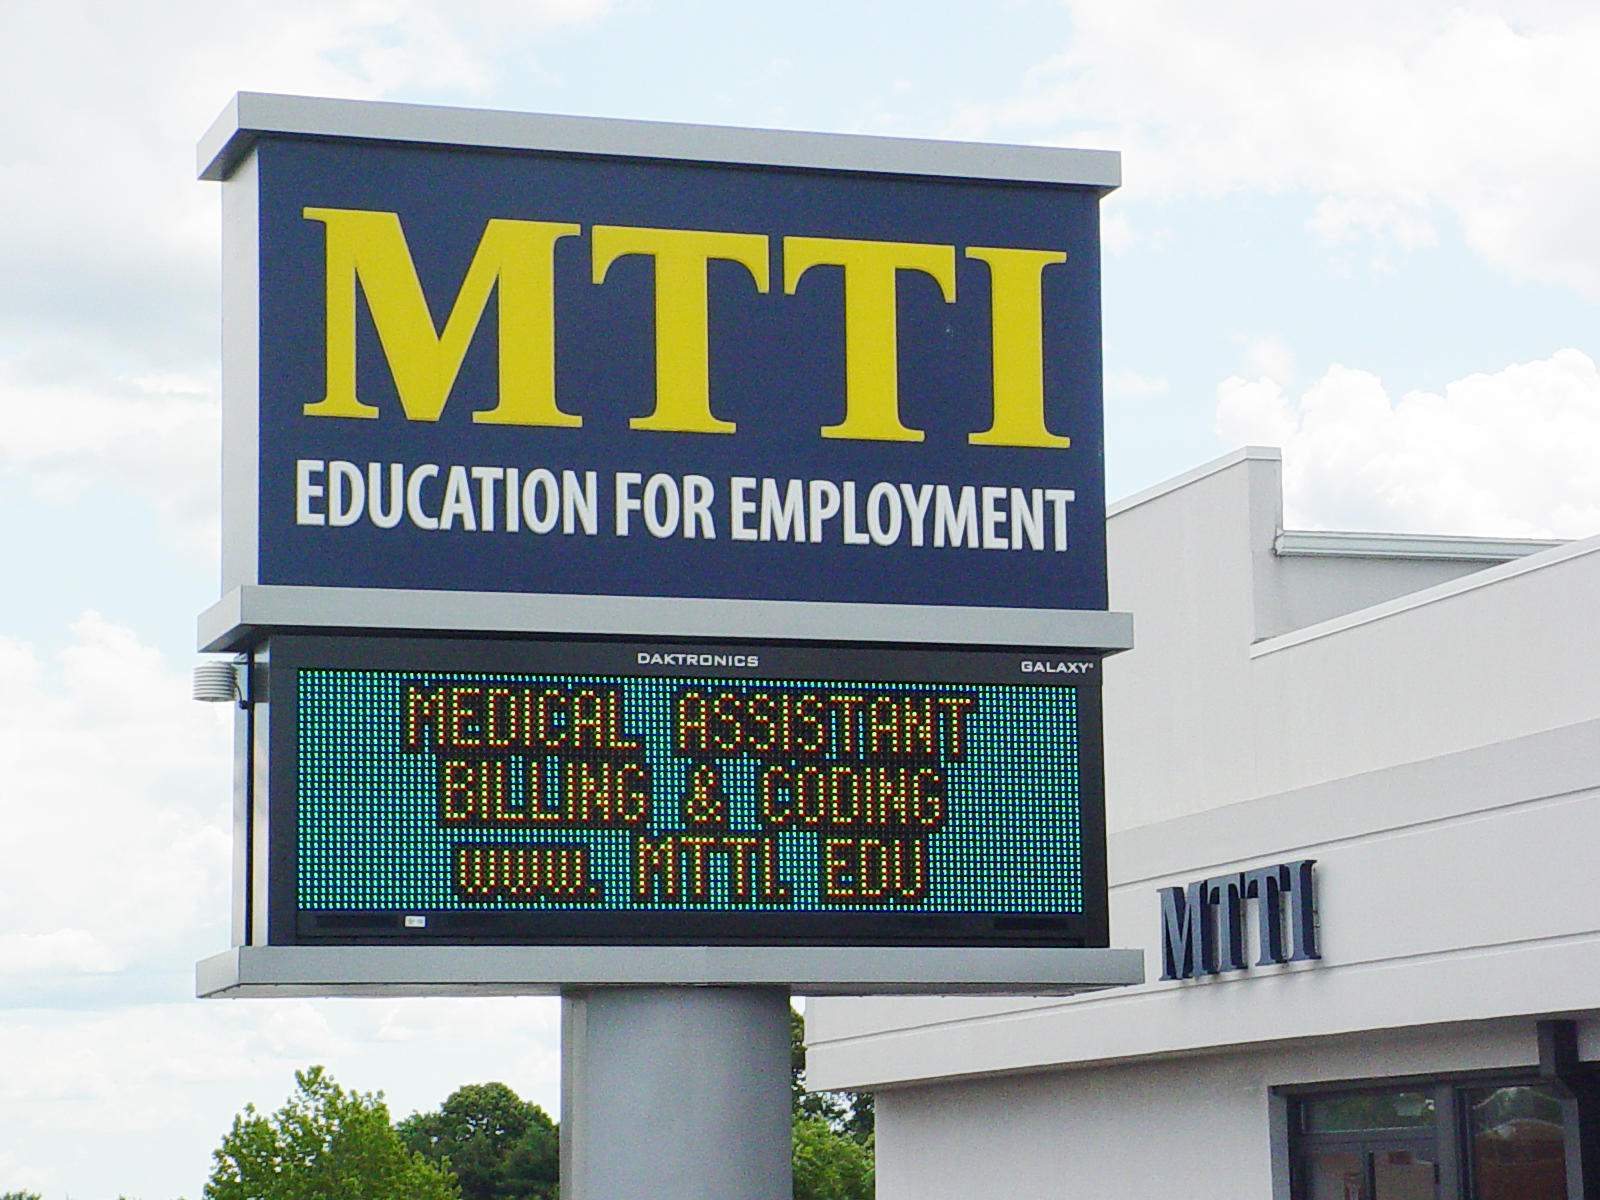 MTTI
EDUCATION FOR EMPLOYMENT
DAKTRONICS
GALAXY®
MEDICAL ASSISTANT
BILLING & CODING
WWW. MTTI. EDU
MTTI